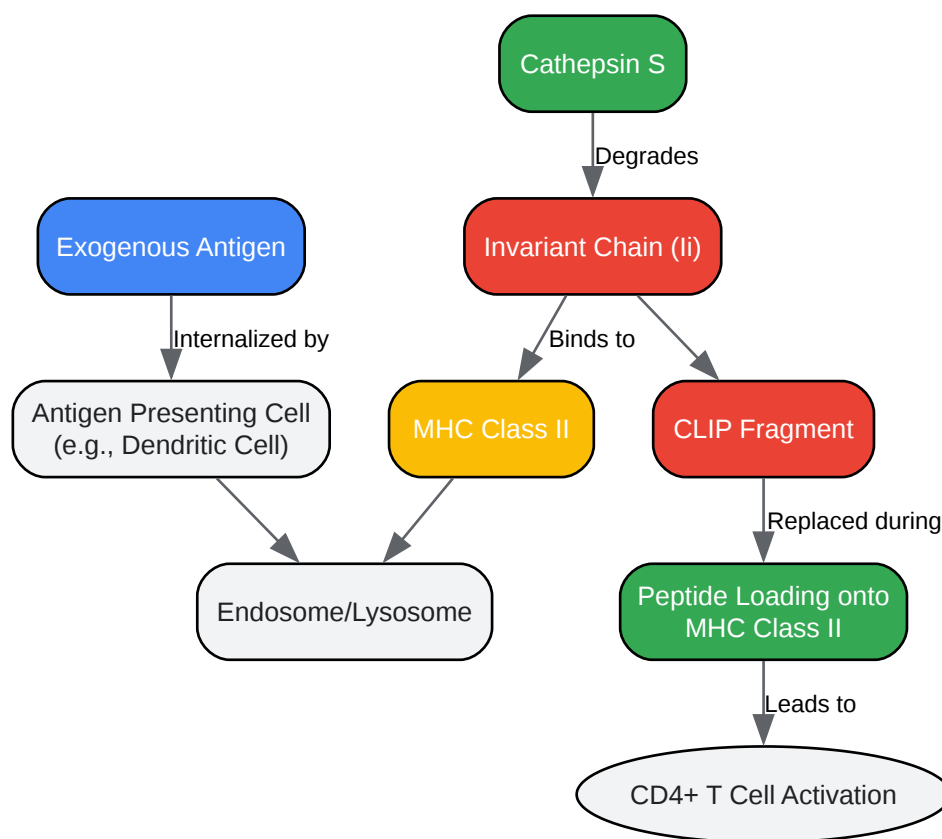 Cathepsin S
Degrades
Exogenous Antigen
Invariant Chain (Ii)
Internalized by
Binds to
Antigen Presenting Cell
(e.g., Dendritic Cell)
MHC Class II
CLIP Fragment
Replaced during
Endosome/Lysosome
Peptide Loading onto
MHC Class II
Leads to
CD4+ T Cell Activation